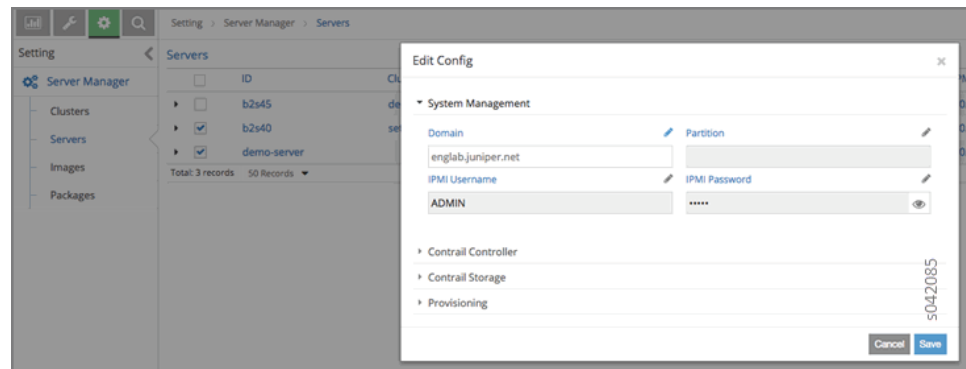 Setting › Server Manager › Servers
Setting
Server Manager
Clusters
Servers
Images
Packages
Servers
ID
b2s45
b2s40
demo-server
Total: 3 records 50 Records
Edit Config
×
System Management
Domain
Partition
englab.juniper.net
IPMI Username
IPMI Password
ADMIN
•••••
Contrail Controller
Contrail Storage
Provisioning
s042085
Cancel Save